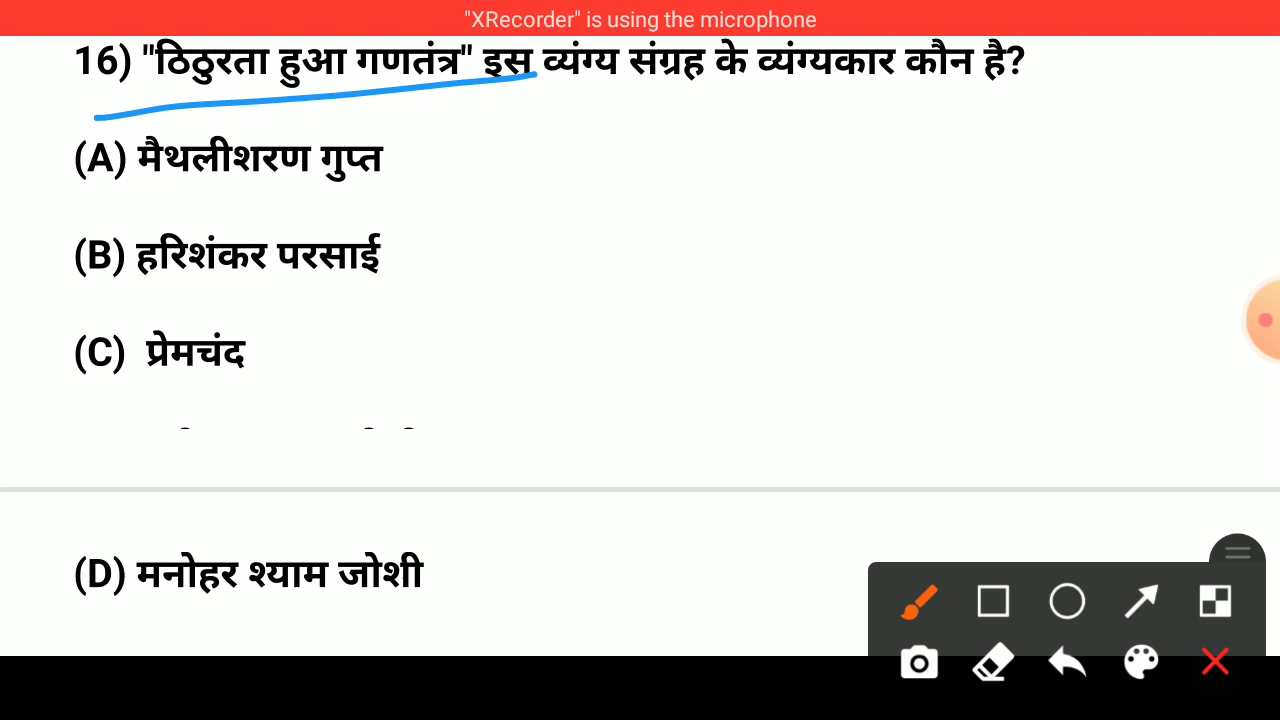 "XRecorder" is using the microphone
16) "ठिठुरता हुआ गणतंत्र" इस व्यंग्य संग्रह के व्यंग्यकार कौन है?
(A) मैथलीशरण गुप्त
(B) हरिशंकर परसाई
(C) प्रेमचंद
(D) मनोहर श्याम जोशी